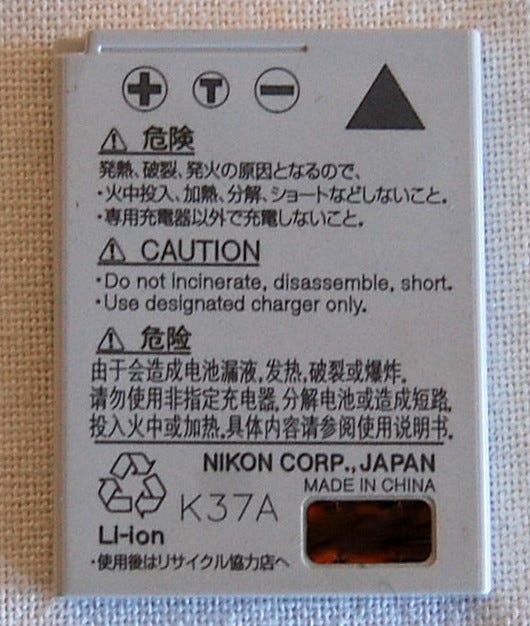 + T −
⚠ 危険
発熱、破裂、発火の原因となるので、
・火中投入、加熱、分解、ショートなどしないこと。
・専用充電器以外で充電しないこと。
⚠ CAUTION
・Do not incinerate, disassemble, short.
・Use designated charger only.
⚠ 危险
由于会造成电池漏液,发热,破裂或爆炸.
请勿使用非指定充电器,分解电池或造成短路,
投入火中或加热.具体内容请参阅使用说明书.
NIKON CORP., JAPAN
MADE IN CHINA
K37A
Li-ion
・使用後はリサイクル協力店へ